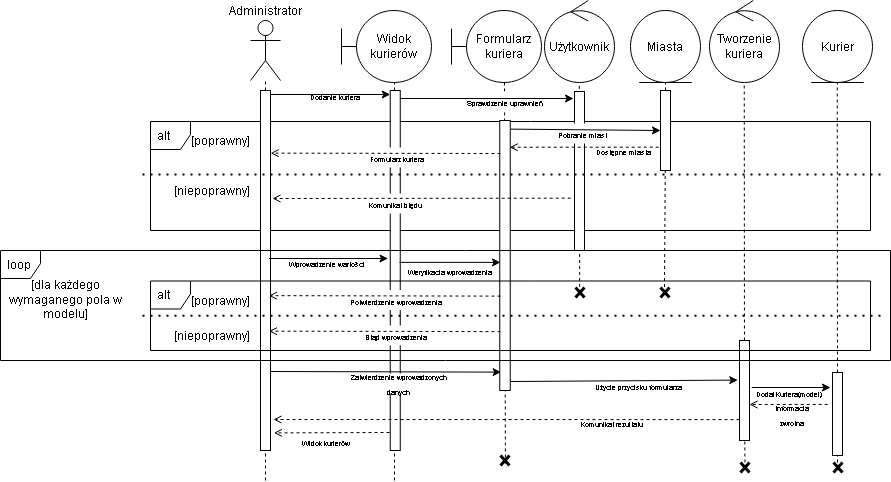 Administrator
Widok
kurierów
Formularz
kuriera
Użytkownik
Miasta
Tworzenie
kuriera
Kurier
Dodanie kuriera
Sprawdzenie uprawnień
alt
[poprawny]
Pobranie miast
Dostępne miasta
Formularz kuriera
[niepoprawny]
Komunikat błędu
loop
[dla każdego
wymaganego pola w
modelu]
Wprowadzenie wartości
Weryfikacja wprowadzenia
alt
[poprawny]
Potwierdzenie wprowadzenia
[niepoprawny]
Błąd wprowadzenia
Zatwierdzenie wprowadzonych
danych
Użycie przycisku formularza
Dodaj Kuriera(model)
Informacja
zwrotna
Komunikat rezultatu
Widok kurierów